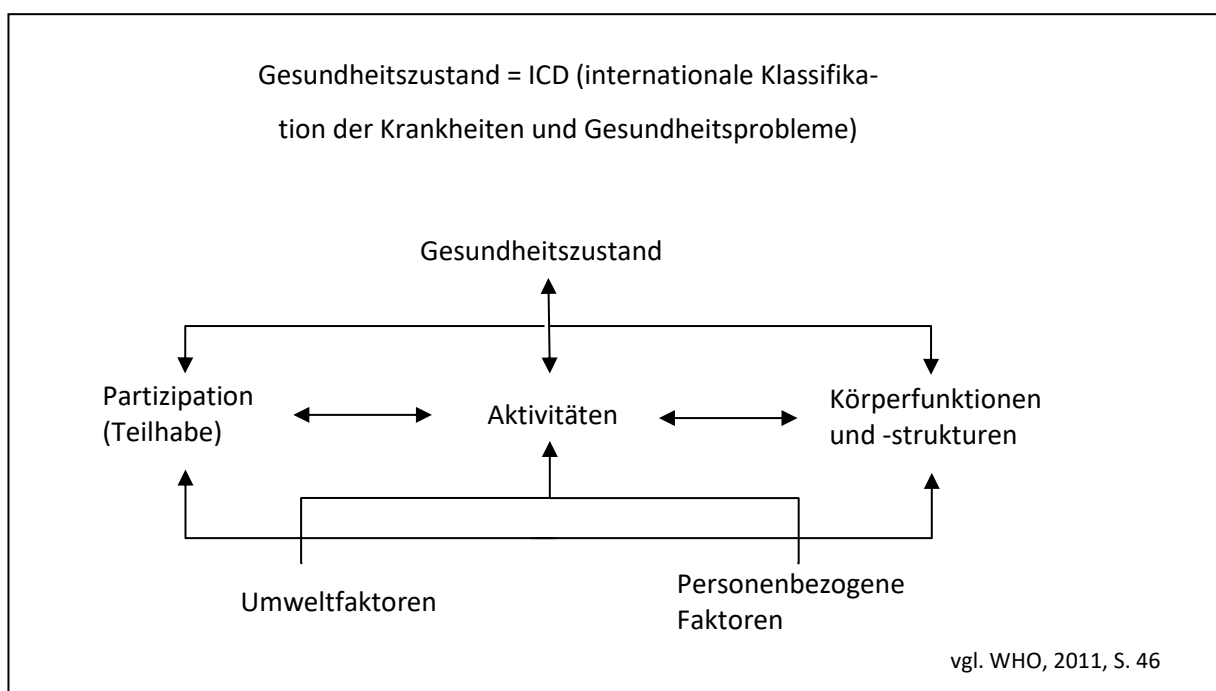 Gesundheitszustand = ICD (internationale Klassifika-
tion der Krankheiten und Gesundheitsprobleme)
Gesundheitszustand
Partizipation
(Teilhabe)
Aktivitäten
Körperfunktionen
und -strukturen
Umweltfaktoren
Personenbezogene
Faktoren
vgl. WHO, 2011, S. 46